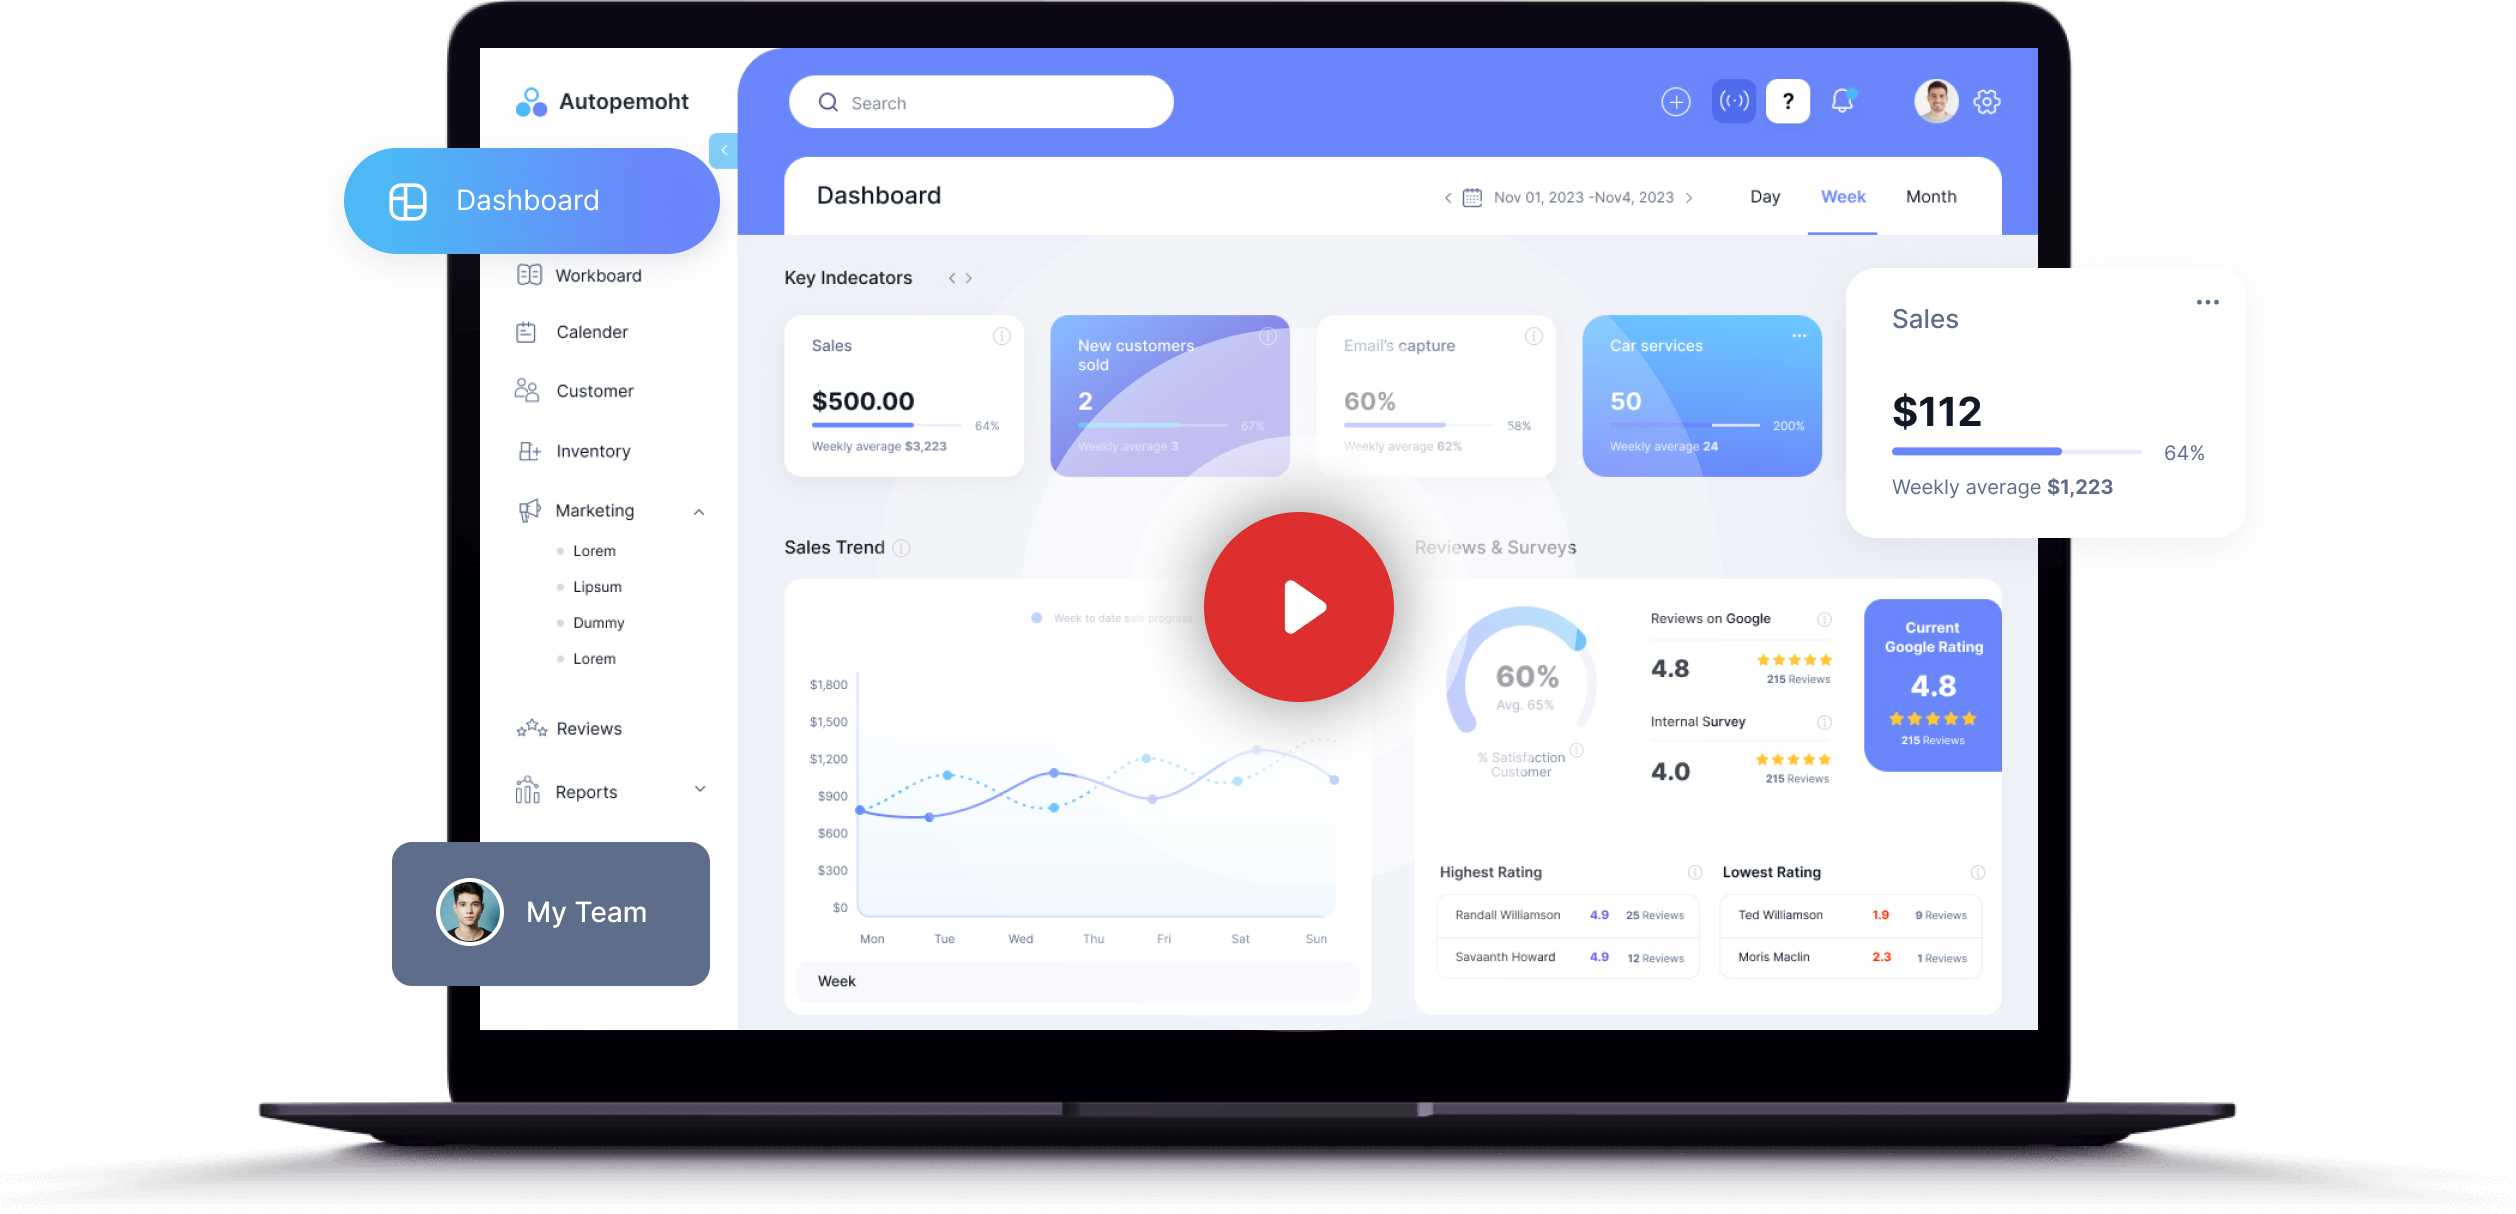 Autopemoht
Search
?
Dashboard
Dashboard
Nov 01, 2023 -Nov4, 2023
Day
Week
Month
Workboard
Calender
Customer
Inventory
Marketing
Lorem
Lipsum
Dummy
Lorem
Reviews
Reports
My Team
Key Indecators
Sales
$500.00
64%
Weekly average $3,223
New customers
sold
2
67%
Weekly average 3
Email's capture
60%
58%
Weekly average 62%
Car services
50
200%
Weekly average 24
Sales
$112
64%
Weekly average $1,223
Sales Trend
Week to date sale prograss
$1,800
$1,500
$1,200
$900
$600
$300
$0
Mon
Tue
Wed
Thu
Fri
Sat
Sun
Week
Reviews & Surveys
60%
Avg. 65%
% Satisfaction
Customer
Reviews on Google
4.8
215 Reviews
Internal Survey
4.0
215 Reviews
Current
Google Rating
4.8
215 Reviews
Highest Rating
Randall Williamson 4.9 25 Reviews
Savaanth Howard 4.9 12 Reviews
Lowest Rating
Ted Williamson 1.9 9 Reviews
Moris Maclin 2.3 1 Reviews